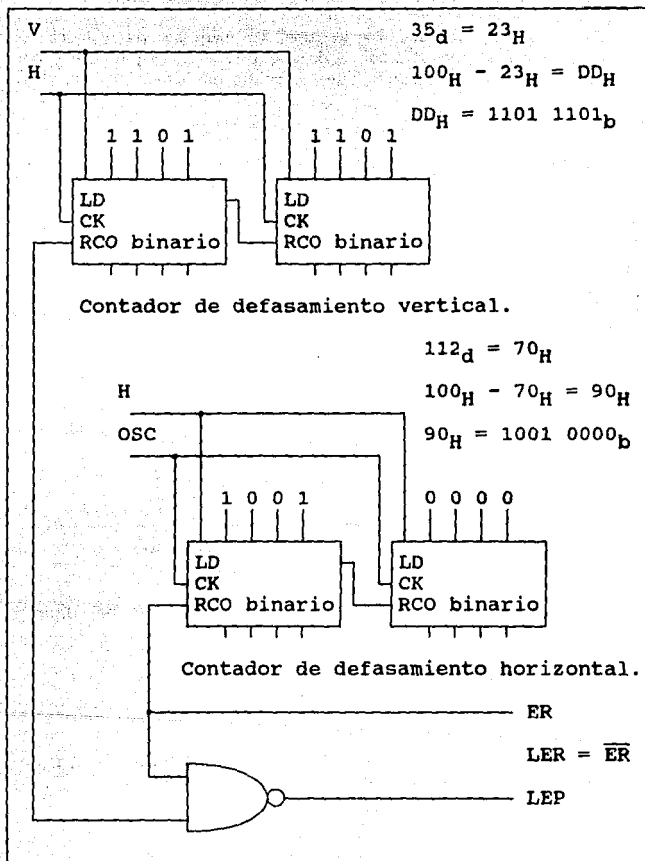 V
35d = 23H
H
100H - 23H = DDH
DDH = 1101 1101b
1 1 0 1
1 1 0 1
LD
CK
RCO binario
LD
CK
RCO binario
Contador de defasamiento vertical.
112d = 70H
H
100H - 70H = 90H
OSC
90H = 1001 0000b
1 0 0 1
0 0 0 0
LD
CK
RCO binario
LD
CK
RCO binario
Contador de defasamiento horizontal.
ER
LER = E̅R̅
LEP